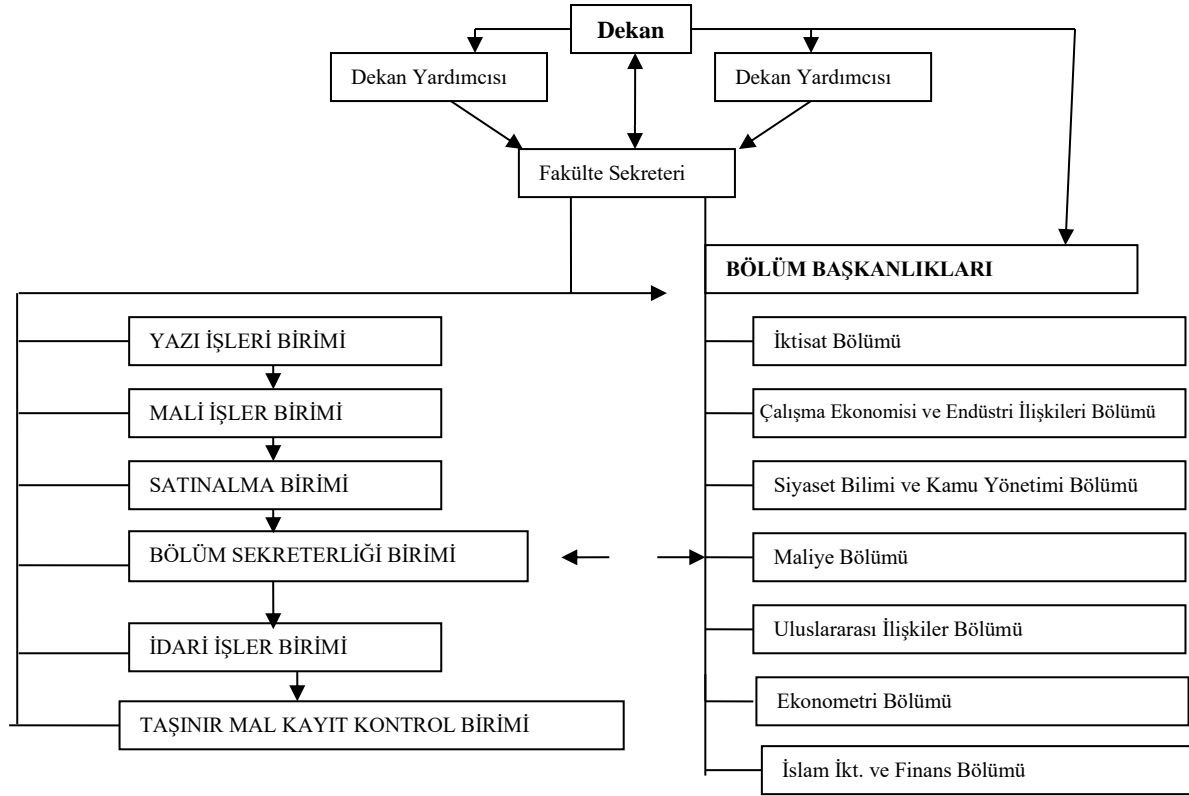 Dekan
Dekan Yardımcısı
Dekan Yardımcısı
Fakülte Sekreteri
BÖLÜM BAŞKANLIKLARI
YAZI İŞLERİ BİRİMİ
MALİ İŞLER BİRİMİ
SATINALMA BİRİMİ
BÖLÜM SEKRETERLİĞİ BİRİMİ
İDARİ İŞLER BİRİMİ
TAŞINIR MAL KAYIT KONTROL BİRİMİ
İktisat Bölümü
Çalışma Ekonomisi ve Endüstri İlişkileri Bölümü
Siyaset Bilimi ve Kamu Yönetimi Bölümü
Maliye Bölümü
Uluslararası İlişkiler Bölümü
Ekonometri Bölümü
İslam İkt. ve Finans Bölümü